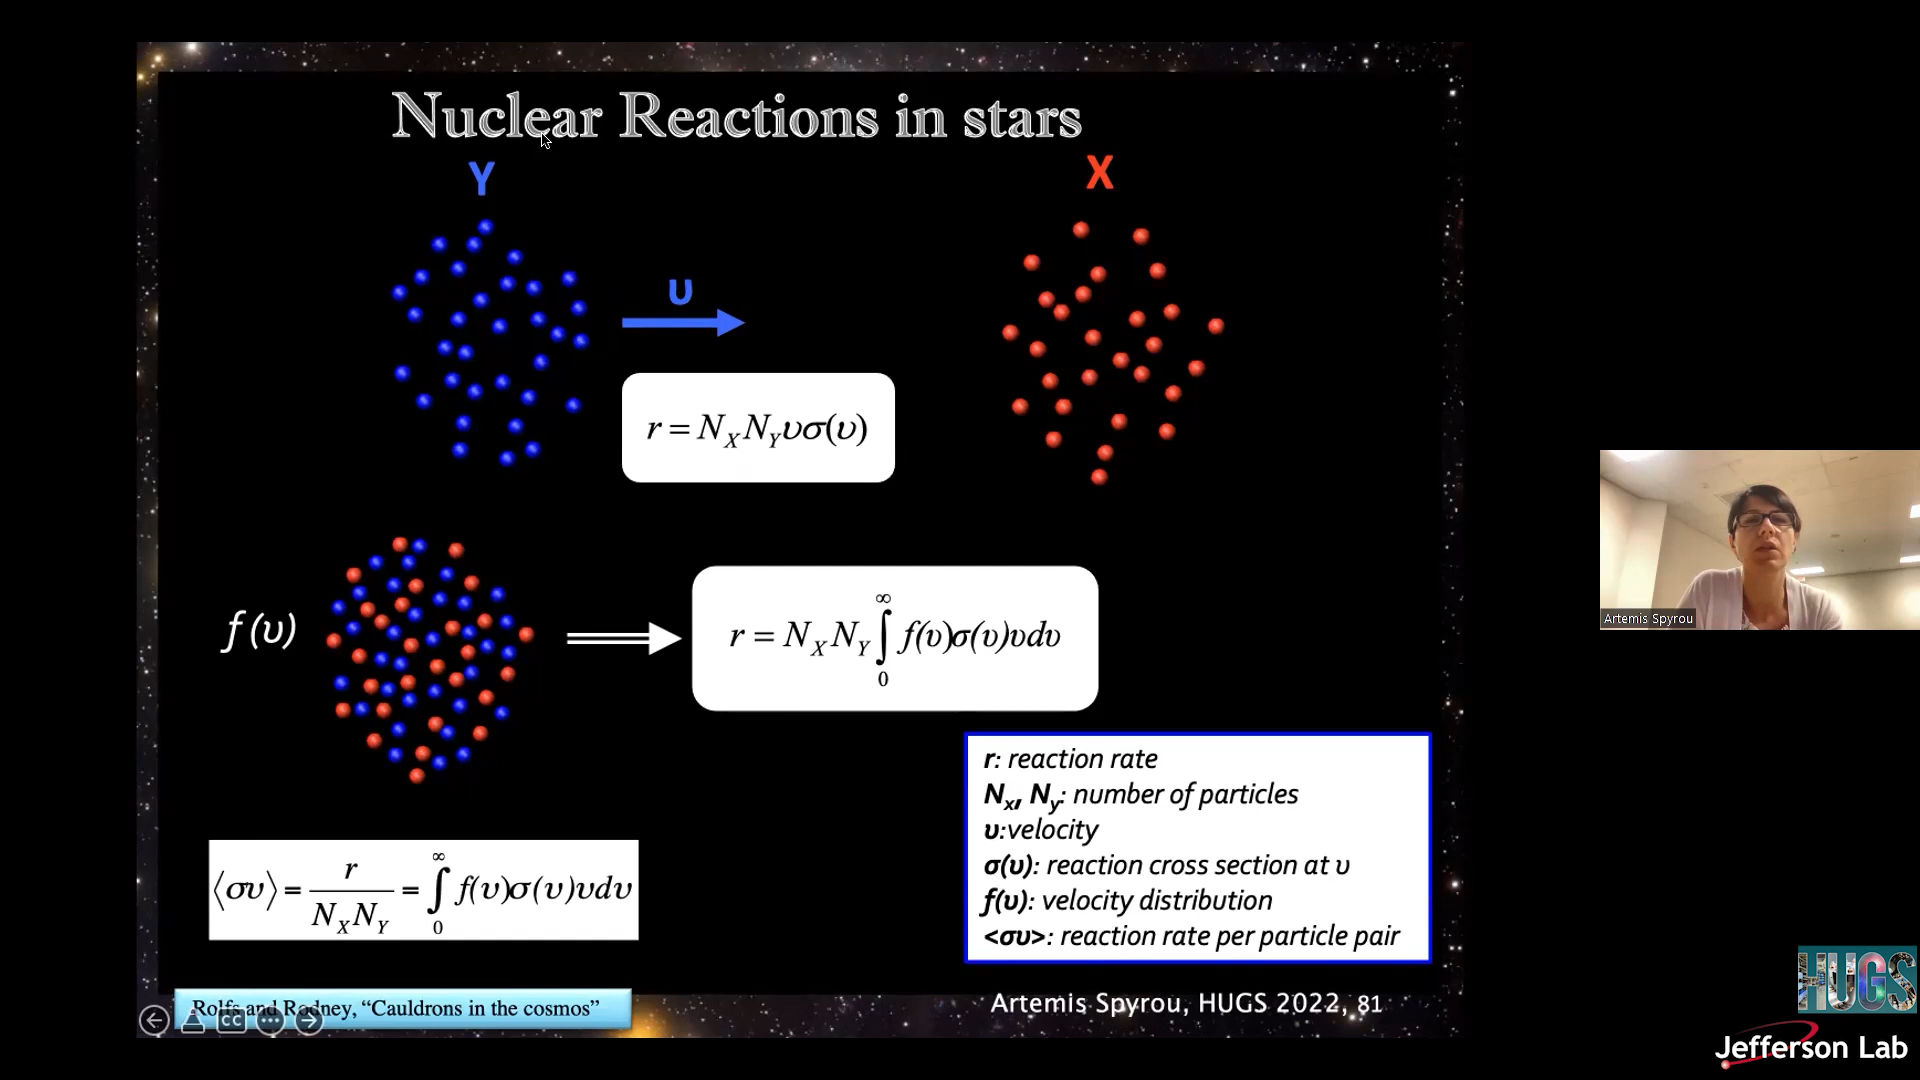 Nuclear Reactions in stars
Y
X
υ
r = N_X N_Y υσ(υ)
f(υ)
r = N_X N_Y ∫_0^∞ f(υ)σ(υ)υdυ
r: reaction rate
N_x, N_y: number of particles
υ:velocity
σ(υ): reaction cross section at υ
f(υ): velocity distribution
<συ>: reaction rate per particle pair
⟨συ⟩ = r / N_X N_Y = ∫_0^∞ f(υ)σ(υ)υdυ
Rolfs and Rodney, “Cauldrons in the cosmos”
CC
Artemis Spyrou, HUGS 2022, 81
Artemis Spyrou
HUGS
Jefferson Lab